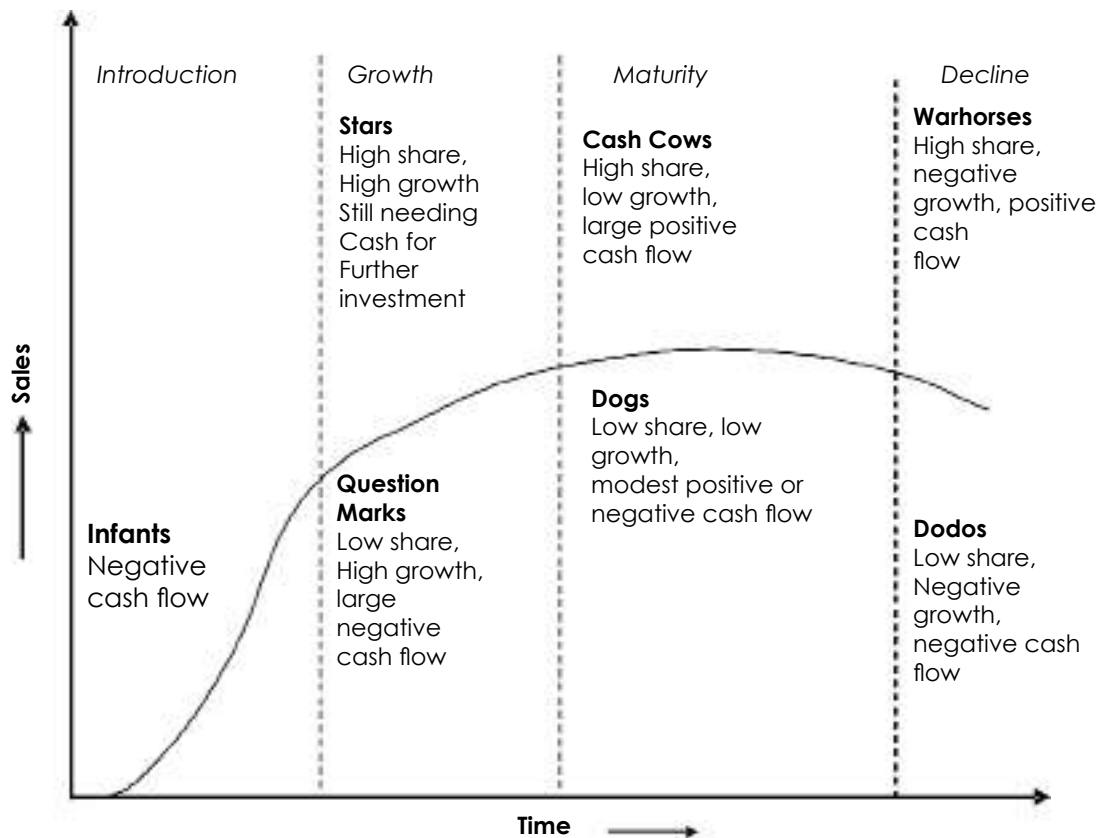 Introduction
Growth
Maturity
Decline
Stars
High share,
High growth
Still needing
Cash for
Further
investment
Cash Cows
High share,
low growth,
large positive
cash flow
Warhorses
High share,
negative
growth, positive
cash
flow
Sales
Infants
Negative
cash flow
Question
Marks
Low share,
High growth,
large
negative
cash flow
Dogs
Low share, low
growth,
modest positive or
negative cash flow
Dodos
Low share,
Negative
growth,
negative cash
flow
Time